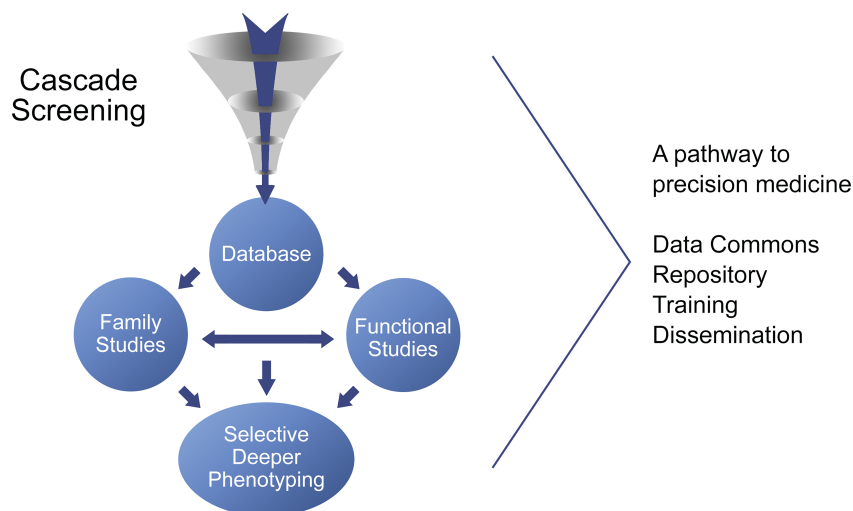 Cascade
Screening
Database
Family
Studies
Functional
Studies
Selective
Deeper
Phenotyping
A pathway to
precision medicine
Data Commons
Repository
Training
Dissemination